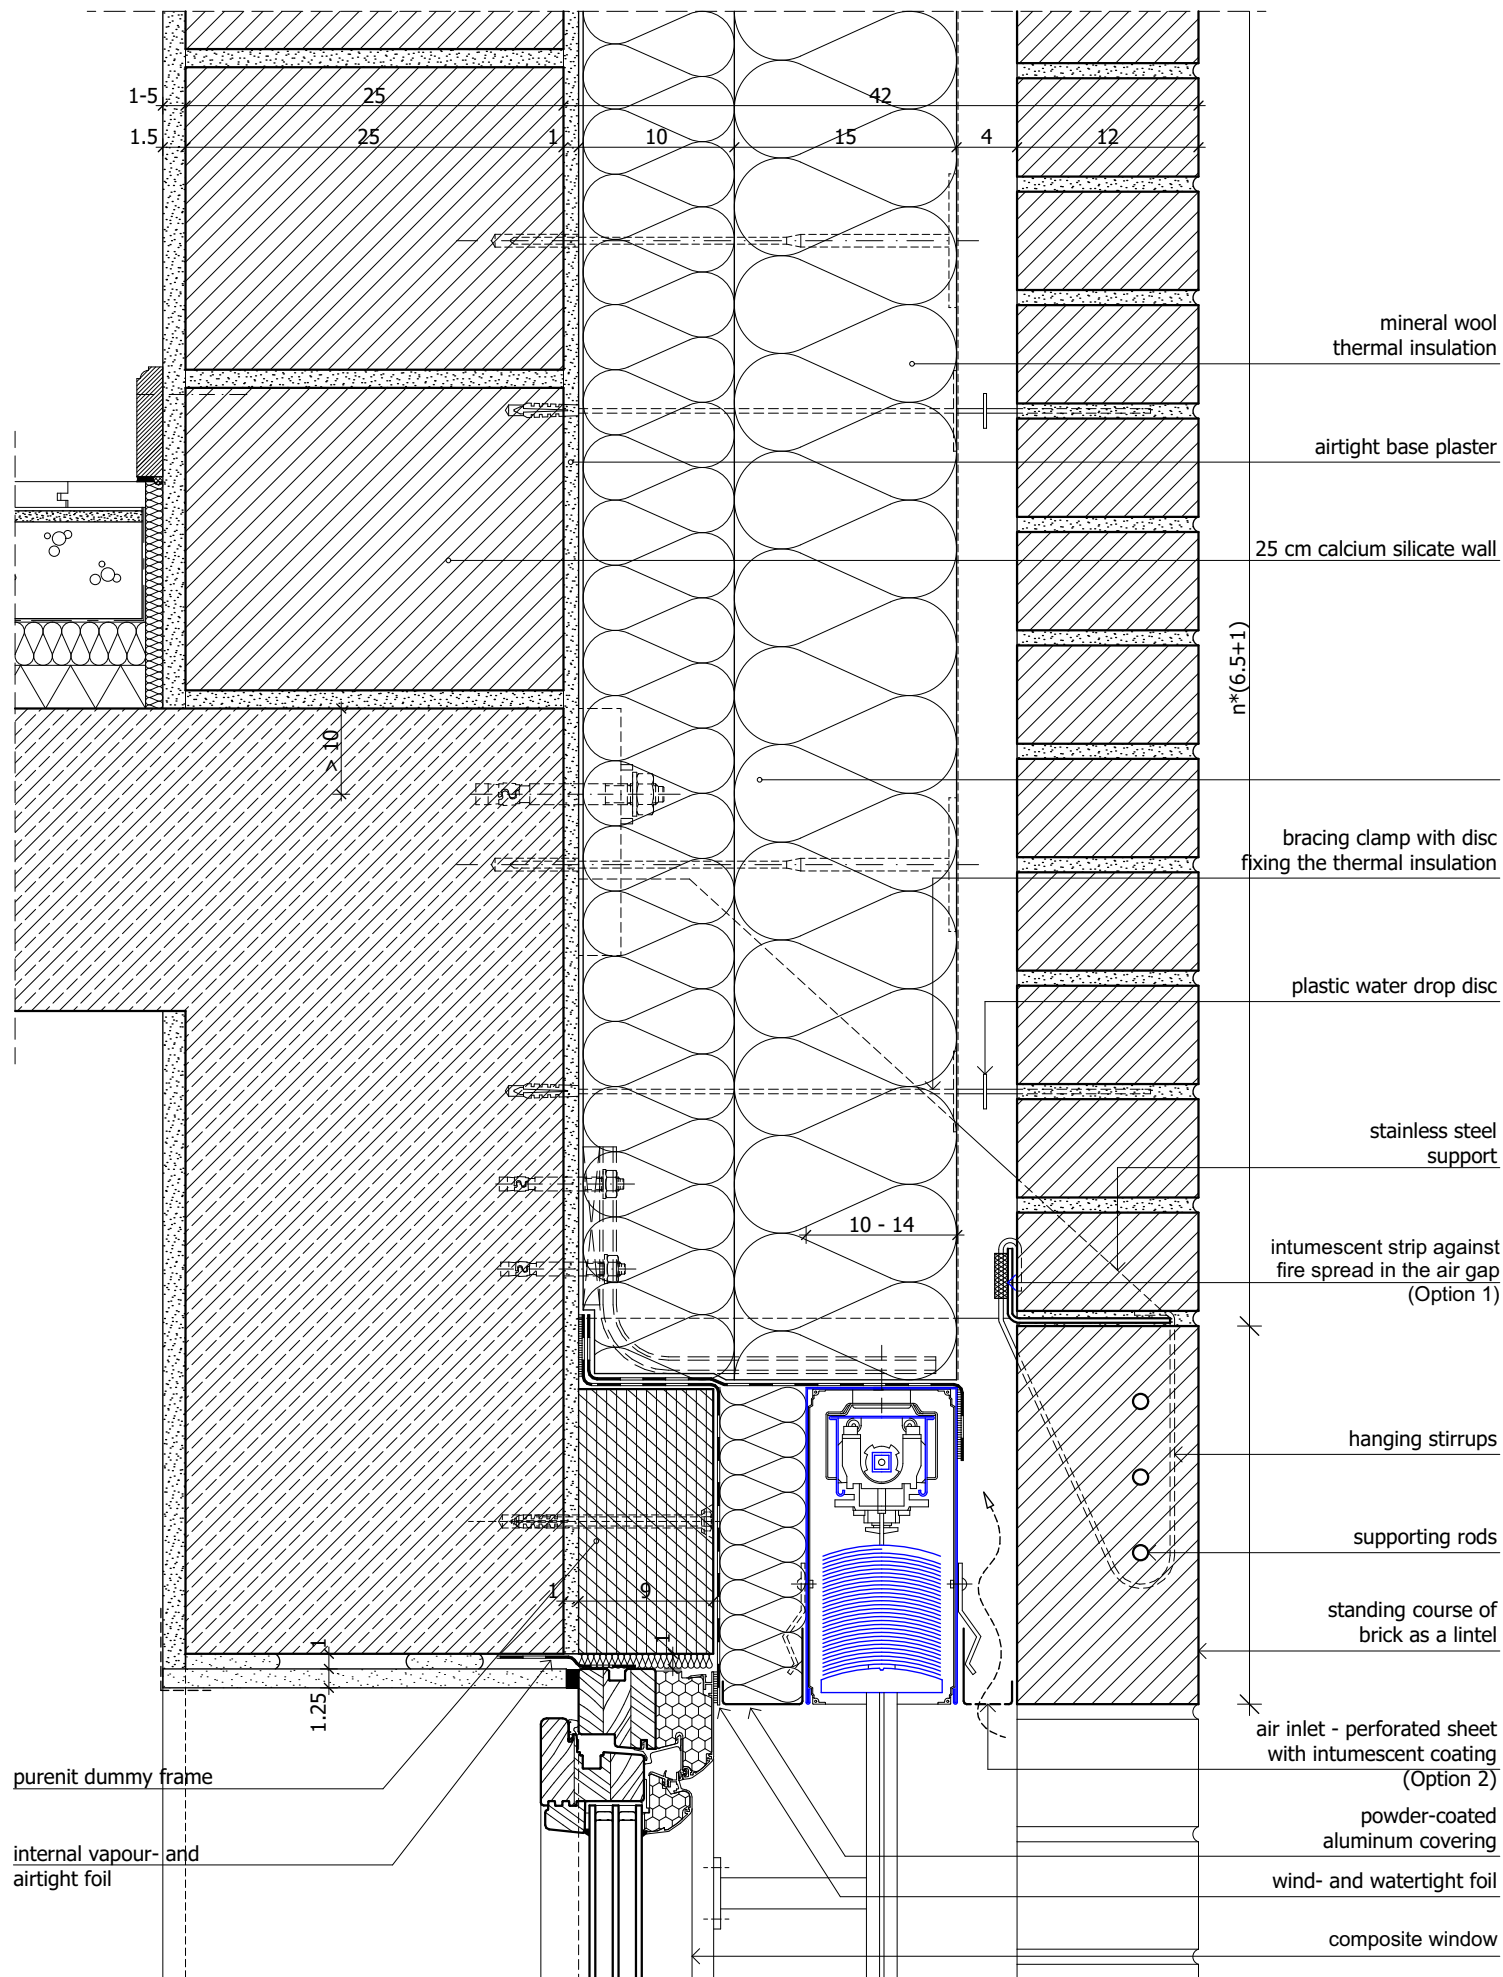 1-5
25
42
1.5
25
1
10
15
4
12
mineral wool
thermal insulation
airtight base plaster
25 cm calcium silicate wall
n*(6.5+1)
> 10
bracing clamp with disc
fixing the thermal insulation
plastic water drop disc
stainless steel
support
10 - 14
intumescent strip against
fire spread in the air gap
(Option 1)
hanging stirrups
supporting rods
1
9
standing course of
brick as a lintel
1
1
1.25
air inlet - perforated sheet
with intumescent coating
(Option 2)
purenit dummy frame
powder-coated
aluminum covering
internal vapour- and
airtight foil
wind- and watertight foil
composite window